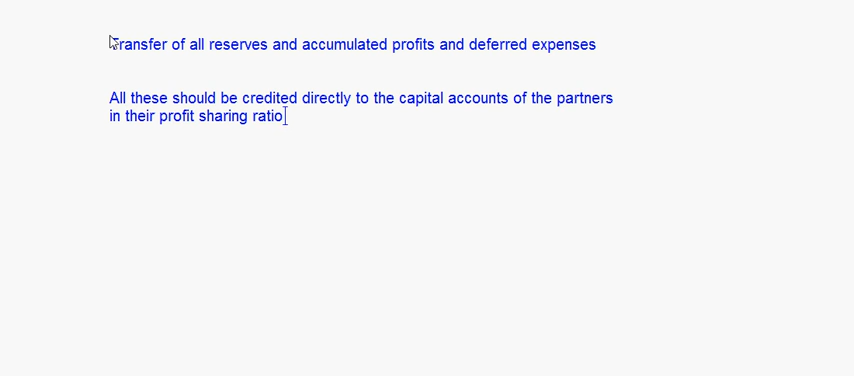 Transfer of all reserves and accumulated profits and deferred expenses
All these should be credited directly to the capital accounts of the partners
in their profit sharing ratio